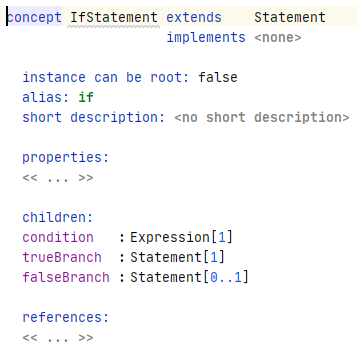 concept IfStatement extends Statement
implements <none>
instance can be root: false
alias: if
short description: <no short description>
properties:
<< ... >>
children:
condition : Expression[1]
trueBranch : Statement[1]
falseBranch : Statement[0..1]
references:
<< ... >>